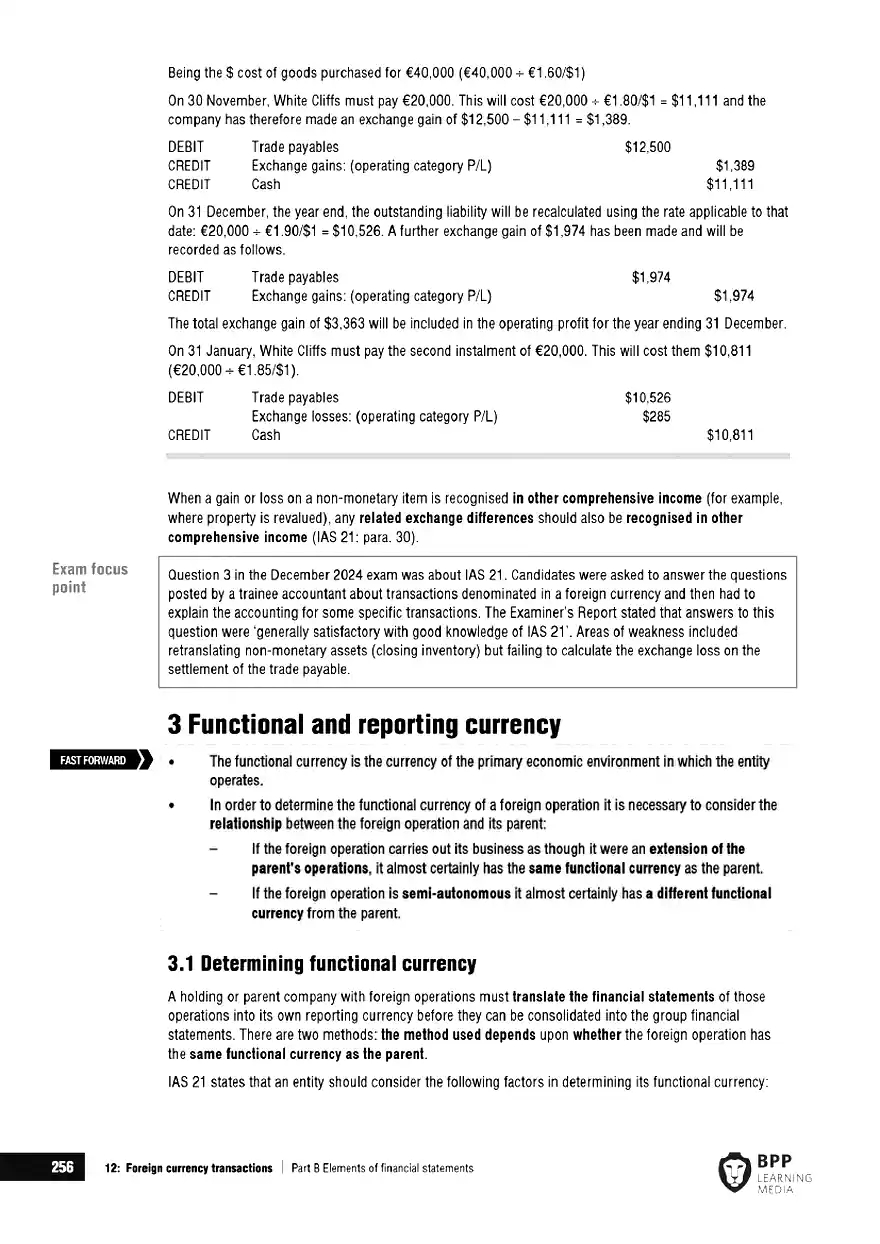 Being the $ cost of goods purchased for €40,000 (€40,000 ÷ €1.60/$1)
On 30 November, White Cliffs must pay €20,000. This will cost €20,000 ÷ €1.80/$1 = $11,111 and the
company has therefore made an exchange gain of $12,500 – $11,111 = $1,389.
DEBIT Trade payables $12,500
CREDIT Exchange gains: (operating category P/L) $1,389
CREDIT Cash $11,111
On 31 December, the year end, the outstanding liability will be recalculated using the rate applicable to that
date: €20,000 ÷ €1.90/$1 = $10,526. A further exchange gain of $1,974 has been made and will be
recorded as follows.
DEBIT Trade payables $1,974
CREDIT Exchange gains: (operating category P/L) $1,974
The total exchange gain of $3,363 will be included in the operating profit for the year ending 31 December.
On 31 January, White Cliffs must pay the second instalment of €20,000. This will cost them $10,811
(€20,000 ÷ €1.85/$1).
DEBIT Trade payables $10,526
Exchange losses: (operating category P/L) $285
CREDIT Cash $10,811
When a gain or loss on a non-monetary item is recognised in other comprehensive income (for example,
where property is revalued), any related exchange differences should also be recognised in other
comprehensive income (IAS 21: para. 30).
Exam focus
point
Question 3 in the December 2024 exam was about IAS 21. Candidates were asked to answer the questions
posted by a trainee accountant about transactions denominated in a foreign currency and then had to
explain the accounting for some specific transactions. The Examiner's Report stated that answers to this
question were 'generally satisfactory with good knowledge of IAS 21'. Areas of weakness included
retranslating non-monetary assets (closing inventory) but failing to calculate the exchange loss on the
settlement of the trade payable.
3 Functional and reporting currency
FAST FORWARD
• The functional currency is the currency of the primary economic environment in which the entity
operates.
• In order to determine the functional currency of a foreign operation it is necessary to consider the
relationship between the foreign operation and its parent:
– If the foreign operation carries out its business as though it were an extension of the
parent's operations, it almost certainly has the same functional currency as the parent.
– If the foreign operation is semi-autonomous it almost certainly has a different functional
currency from the parent.
3.1 Determining functional currency
A holding or parent company with foreign operations must translate the financial statements of those
operations into its own reporting currency before they can be consolidated into the group financial
statements. There are two methods: the method used depends upon whether the foreign operation has
the same functional currency as the parent.
IAS 21 states that an entity should consider the following factors in determining its functional currency:
256 12: Foreign currency transactions | Part B Elements of financial statements
BPP
LEARNING
MEDIA